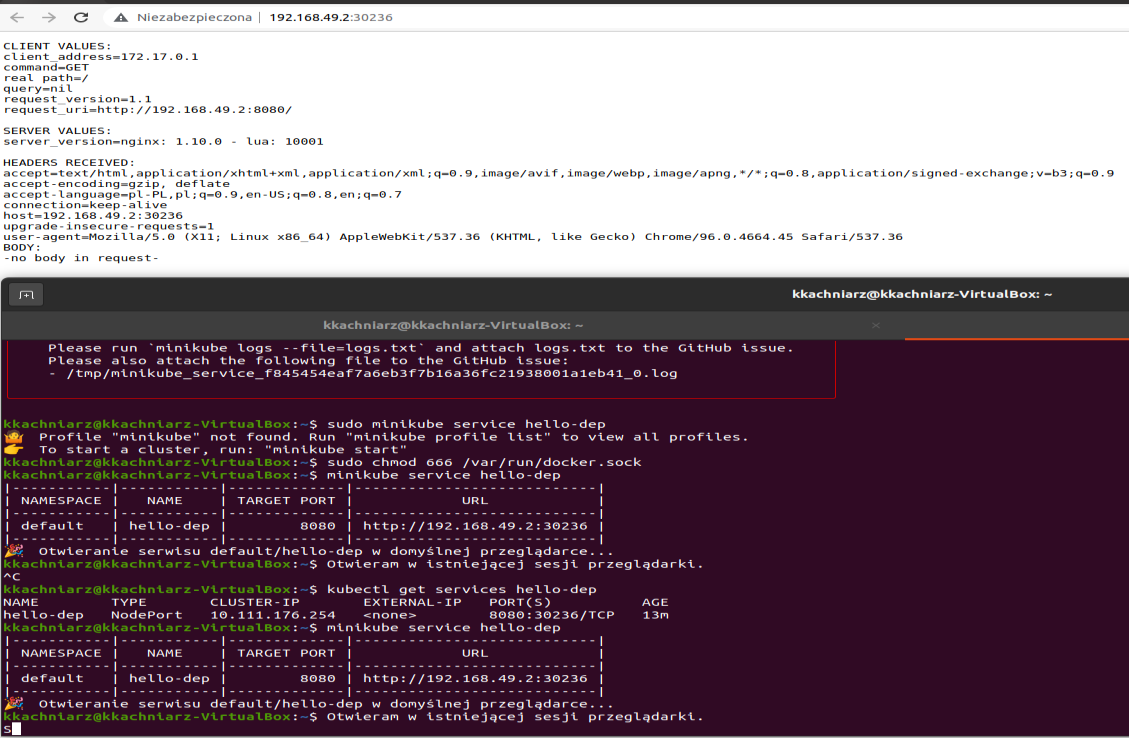 Niezabezpieczona | 192.168.49.2:30236
CLIENT VALUES:
client_address=172.17.0.1
command=GET
real path=/
query=nil
request_version=1.1
request_uri=http://192.168.49.2:8080/
SERVER VALUES:
server_version=nginx: 1.10.0 - lua: 10001
HEADERS RECEIVED:
accept=text/html,application/xhtml+xml,application/xml;q=0.9,image/avif,image/webp,image/apng,*/*;q=0.8,application/signed-exchange;v=b3;q=0.9
accept-encoding=gzip, deflate
accept-language=pl-PL,pl;q=0.9,en-US;q=0.8,en;q=0.7
connection=keep-alive
host=192.168.49.2:30236
upgrade-insecure-requests=1
user-agent=Mozilla/5.0 (X11; Linux x86_64) AppleWebKit/537.36 (KHTML, like Gecko) Chrome/96.0.4664.45 Safari/537.36
BODY:
-no body in request-
kkachniarz@kkachniarz-VirtualBox: ~
kkachniarz@kkachniarz-VirtualBox: ~
Please run `minikube logs --file=logs.txt` and attach logs.txt to the GitHub issue.
Please also attach the following file to the GitHub issue:
- /tmp/minikube_service_f845454eaf7a6eb3f7b16a36fc21938001a1eb41_0.log
kkachniarz@kkachniarz-VirtualBox:~$ sudo minikube service hello-dep
🤷 Profile "minikube" not found. Run "minikube profile list" to view all profiles.
👉 To start a cluster, run: "minikube start"
kkachniarz@kkachniarz-VirtualBox:~$ sudo chmod 666 /var/run/docker.sock
kkachniarz@kkachniarz-VirtualBox:~$ minikube service hello-dep
|-----------|-----------|-------------|---------------------------|
| NAMESPACE | NAME | TARGET PORT | URL |
|-----------|-----------|-------------|---------------------------|
| default | hello-dep | 8080 | http://192.168.49.2:30236 |
|-----------|-----------|-------------|---------------------------|
🎉 Otwieranie serwisu default/hello-dep w domyślnej przeglądarce...
kkachniarz@kkachniarz-VirtualBox:~$ Otwieram w istniejącej sesji przeglądarki.
^C
kkachniarz@kkachniarz-VirtualBox:~$ kubectl get services hello-dep
NAME TYPE CLUSTER-IP EXTERNAL-IP PORT(S) AGE
hello-dep NodePort 10.111.176.254 <none> 8080:30236/TCP 13m
kkachniarz@kkachniarz-VirtualBox:~$ minikube service hello-dep
|-----------|-----------|-------------|---------------------------|
| NAMESPACE | NAME | TARGET PORT | URL |
|-----------|-----------|-------------|---------------------------|
| default | hello-dep | 8080 | http://192.168.49.2:30236 |
|-----------|-----------|-------------|---------------------------|
🎉 Otwieranie serwisu default/hello-dep w domyślnej przeglądarce...
kkachniarz@kkachniarz-VirtualBox:~$ Otwieram w istniejącej sesji przeglądarki.
S